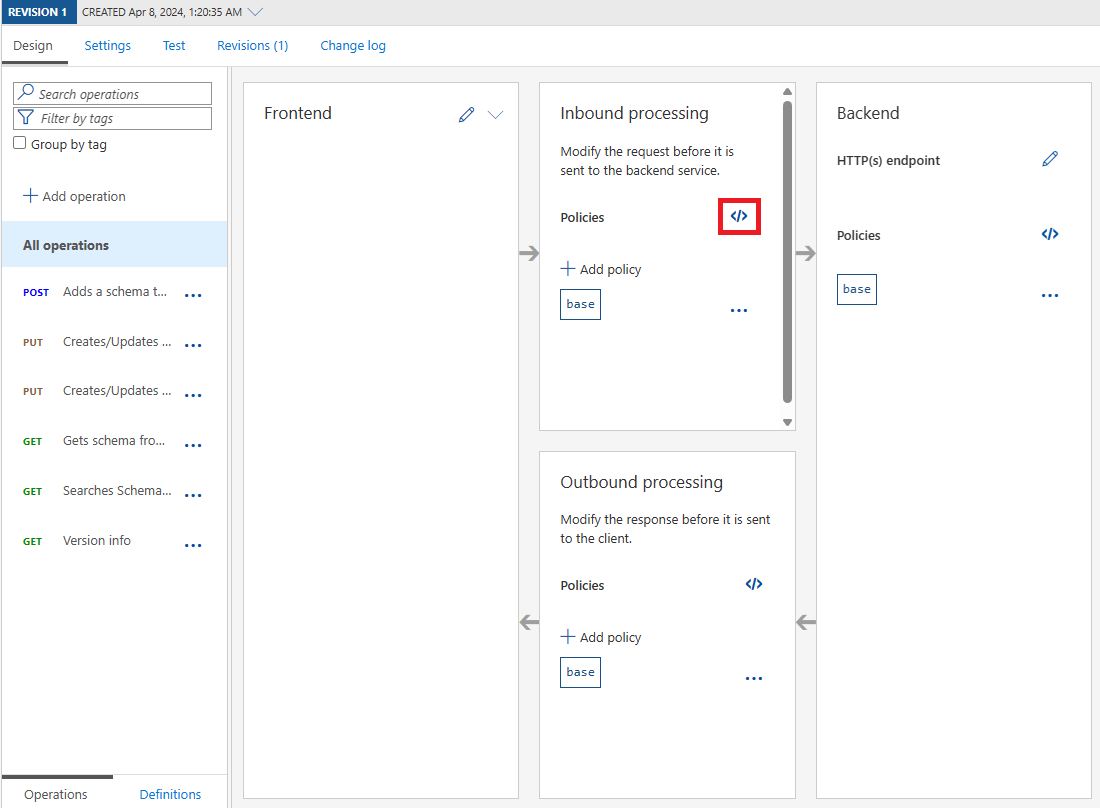 REVISION 1 CREATED Apr 8, 2024, 1:20:35 AM
Design Settings Test Revisions (1) Change log
Search operations
Filter by tags
Group by tag
Add operation
All operations
POST Adds a schema t... ...
PUT Creates/Updates ... ...
PUT Creates/Updates ... ...
GET Gets schema fro... ...
GET Searches Schema... ...
GET Version info ...
Operations Definitions
Frontend
Inbound processing
Modify the request before it is
sent to the backend service.
Policies </>
+ Add policy
base ...
Outbound processing
Modify the response before it is sent
to the client.
Policies </>
+ Add policy
base ...
Backend
HTTP(s) endpoint
Policies </>
base ...